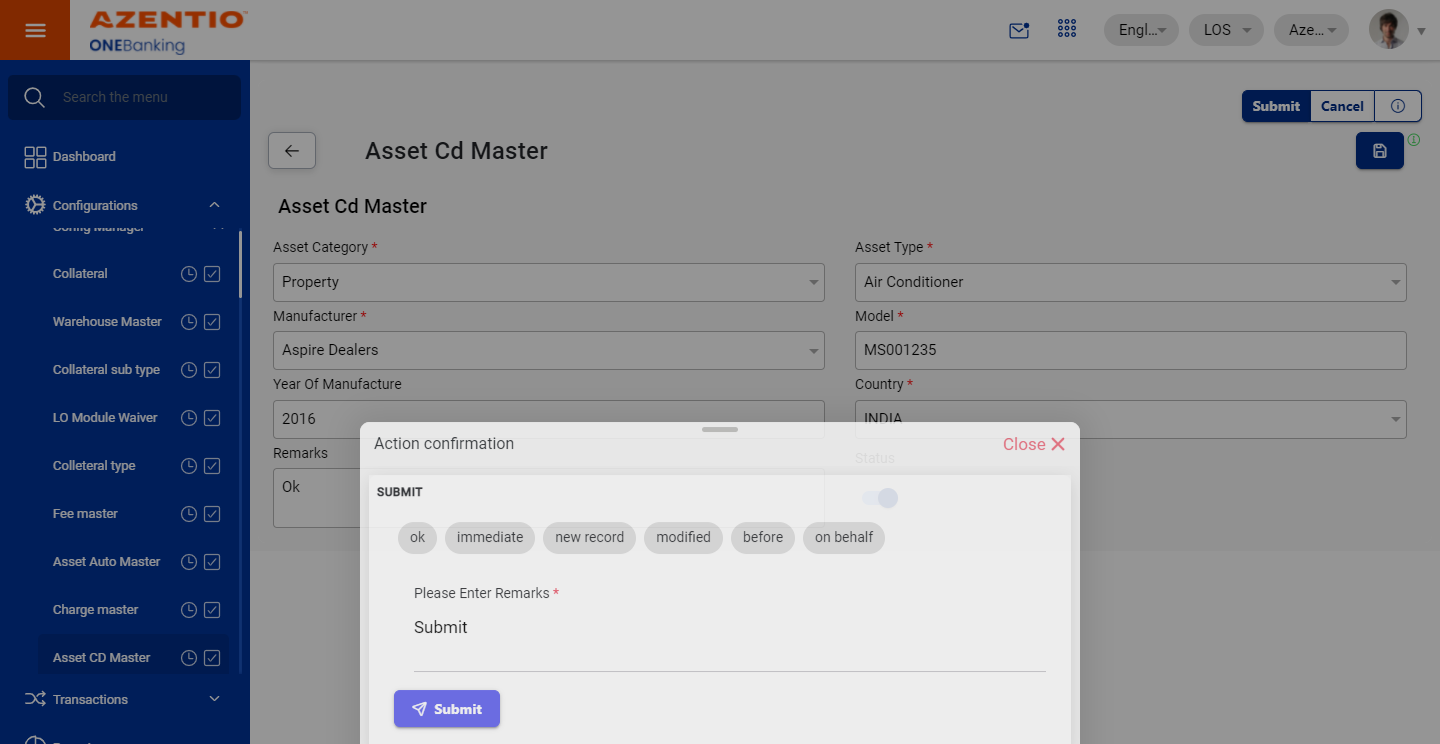 AZENTIO
ONEBanking
Engl...
LOS
Aze...
Search the menu
Submit
Cancel
Dashboard
Asset Cd Master
Configurations
Asset Cd Master
Config Manager
Asset Category *
Asset Type *
Collateral
Property
Air Conditioner
Manufacturer *
Model *
Warehouse Master
Aspire Dealers
MS001235
Collateral sub type
Year Of Manufacture
Country *
LO Module Waiver
2016
INDIA
Action confirmation
Close
Remarks
Status
Colleteral type
Ok
SUBMIT
Fee master
ok
immediate
new record
modified
before
on behalf
Asset Auto Master
Please Enter Remarks *
Charge master
Submit
Asset CD Master
Transactions
Submit